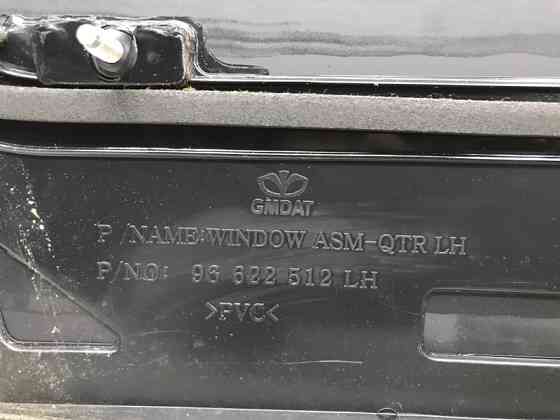 GMDAT
P /NAME:WINDOW ASM-QTR LH
P/NO: 96 622 512 LH
>PVC<